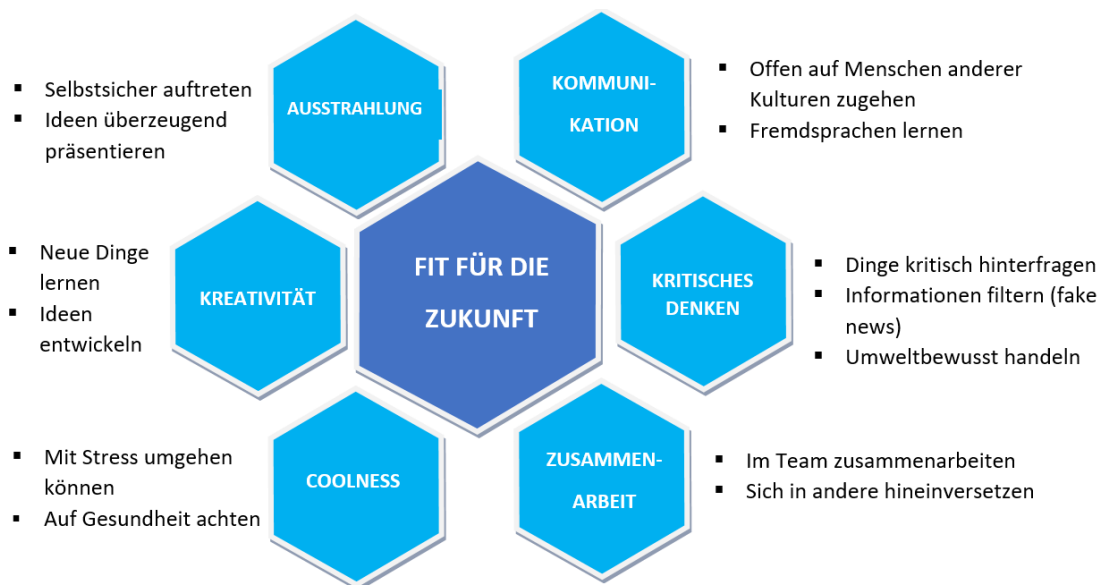 AUSSTRAHLUNG
▪ Selbstsicher auftreten
▪ Ideen überzeugend
präsentieren
KOMMUNI-
KATION
▪ Offen auf Menschen anderer
Kulturen zugehen
▪ Fremdsprachen lernen
FIT FÜR DIE
ZUKUNFT
▪ Neue Dinge
lernen
▪ Ideen
entwickeln
KREATIVITÄT
KRITISCHES
DENKEN
▪ Dinge kritisch hinterfragen
▪ Informationen filtern (fake
news)
▪ Umweltbewusst handeln
▪ Mit Stress umgehen
können
▪ Auf Gesundheit achten
COOLNESS
ZUSAMMEN-
ARBEIT
▪ Im Team zusammenarbeiten
▪ Sich in andere hineinversetzen